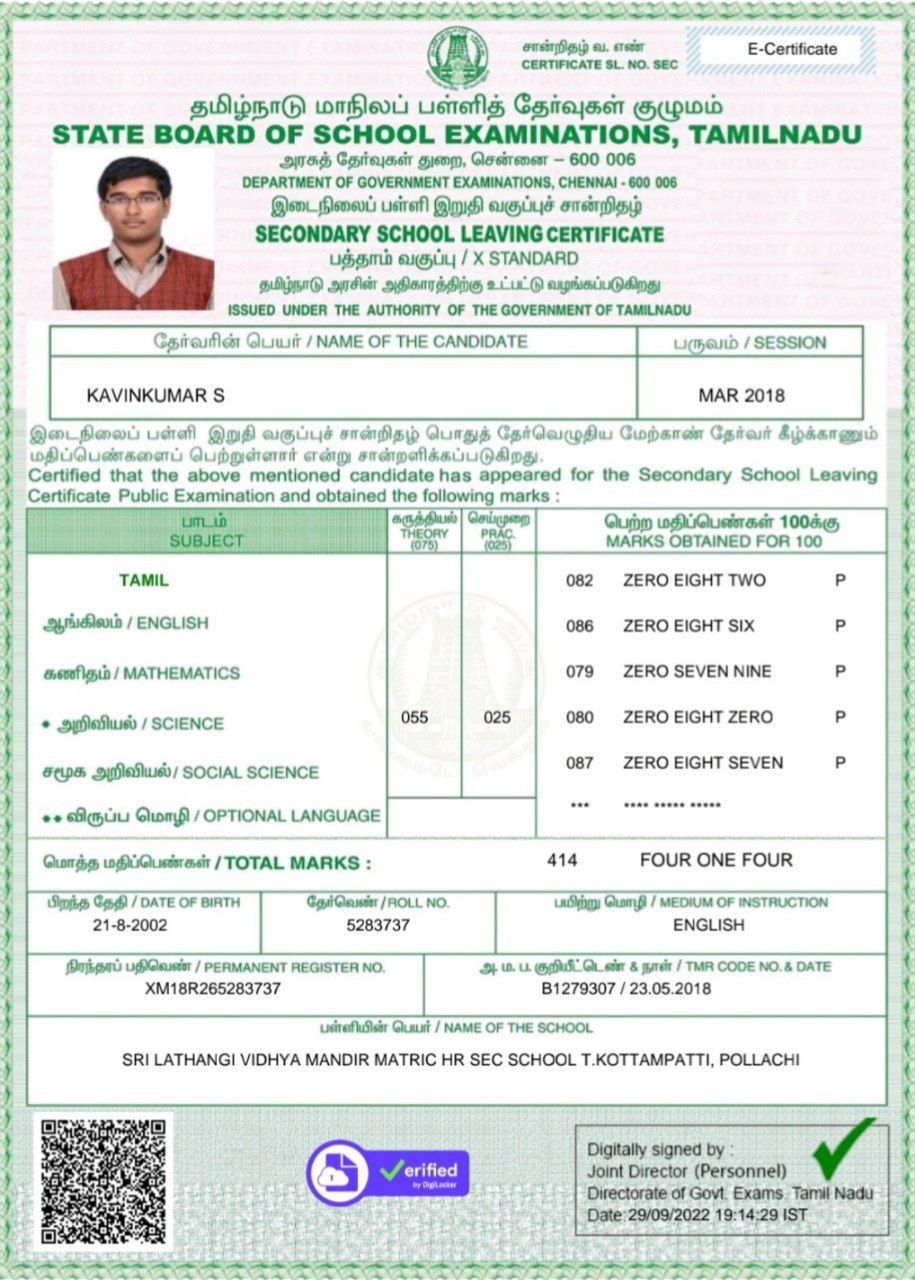 சான்றிதழ் வ. எண்
CERTIFICATE SL. NO. SEC
E-Certificate
தமிழ்நாடு மாநிலப் பள்ளித் தேர்வுகள் குழுமம்
STATE BOARD OF SCHOOL EXAMINATIONS, TAMILNADU
அரசுத் தேர்வுகள் துறை, சென்னை – 600 006
DEPARTMENT OF GOVERNMENT EXAMINATIONS, CHENNAI - 600 006
இடைநிலைப் பள்ளி இறுதி வகுப்புச் சான்றிதழ்
SECONDARY SCHOOL LEAVING CERTIFICATE
பத்தாம் வகுப்பு / X STANDARD
தமிழ்நாடு அரசின் அதிகாரத்திற்கு உட்பட்டு வழங்கப்படுகிறது
ISSUED UNDER THE AUTHORITY OF THE GOVERNMENT OF TAMILNADU
தேர்வரின் பெயர் / NAME OF THE CANDIDATE
பருவம் / SESSION
KAVINKUMAR S
MAR 2018
இடைநிலைப் பள்ளி இறுதி வகுப்புச் சான்றிதழ் பொதுத் தேர்வெழுதிய மேற்காண் தேர்வர் கீழ்க்காணும்
மதிப்பெண்களைப் பெற்றுள்ளார் என்று சான்றளிக்கப்படுகிறது.
Certified that the above mentioned candidate has appeared for the Secondary School Leaving
Certificate Public Examination and obtained the following marks :
பாடம்
SUBJECT
கருத்தியல்
THEORY
(075)
செய்முறை
PRAC.
(025)
பெற்ற மதிப்பெண்கள் 100க்கு
MARKS OBTAINED FOR 100
TAMIL 082 ZERO EIGHT TWO P
ஆங்கிலம் / ENGLISH 086 ZERO EIGHT SIX P
கணிதம் / MATHEMATICS 079 ZERO SEVEN NINE P
* அறிவியல் / SCIENCE 055 025 080 ZERO EIGHT ZERO P
சமூக அறிவியல் / SOCIAL SCIENCE 087 ZERO EIGHT SEVEN P
** விருப்ப மொழி / OPTIONAL LANGUAGE *** **** ***** *****
மொத்த மதிப்பெண்கள் / TOTAL MARKS : 414 FOUR ONE FOUR
பிறந்த தேதி / DATE OF BIRTH
21-8-2002
தேர்வெண் / ROLL NO.
5283737
பயிற்று மொழி / MEDIUM OF INSTRUCTION
ENGLISH
நிரந்தரப் பதிவெண் / PERMANENT REGISTER NO.
XM18R265283737
அ. ம. ப. குறியீட்டெண் & நாள் / TMR CODE NO. & DATE
B1279307 / 23.05.2018
பள்ளியின் பெயர் / NAME OF THE SCHOOL
SRI LATHANGI VIDHYA MANDIR MATRIC HR SEC SCHOOL T.KOTTAMPATTI, POLLACHI
Verified
by DigiLocker
Digitally signed by :
Joint Director (Personnel)
Directorate of Govt. Exams. Tamil Nadu
Date: 29/09/2022 19:14:29 IST